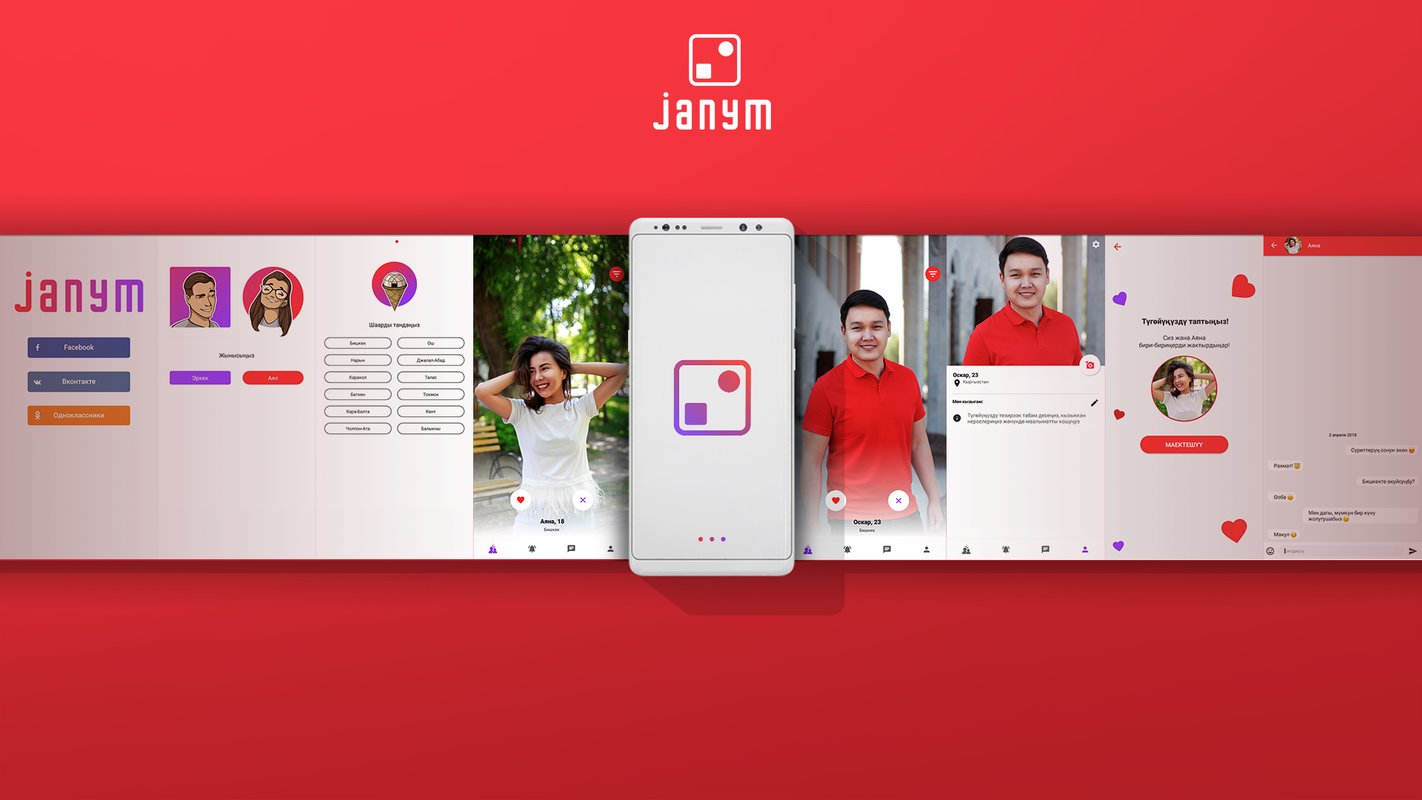 janym
janym
Facebook
Вконтакте
Одноклассники
Жынысыңыз
Эркек
Аял
Шаарды тандаңыз
Бишкек
Ош
Нарын
Джалал-Абад
Каракол
Талас
Баткен
Токмок
Кара-Балта
Кант
Чолпон-Ата
Балыкчы
Аяна, 18
Бишкек
Оскар, 23
Бишкек
Оскар, 23
Кыргызстан
Мен кызыгам:
Түгөйүңүздү тезирээк табам десеңиз, кызыккан
нерселериңиз жөнүндө маалыматты кошуңуз
Түгөйүңүздү таптыңыз!
Сиз жана Аяна
бири-бириңерди жактырдыңар!
МАЕКТЕШҮҮ
Аяна
2 апреля 2018
Сүрөттөрүң сонун экен 😍
Рахмат! 😇
Бишкекте окуйсуңбу?
Ооба 😊
Мен дагы, мүмкүн бир күнү
жолугушабыз 😉
Макул 😊